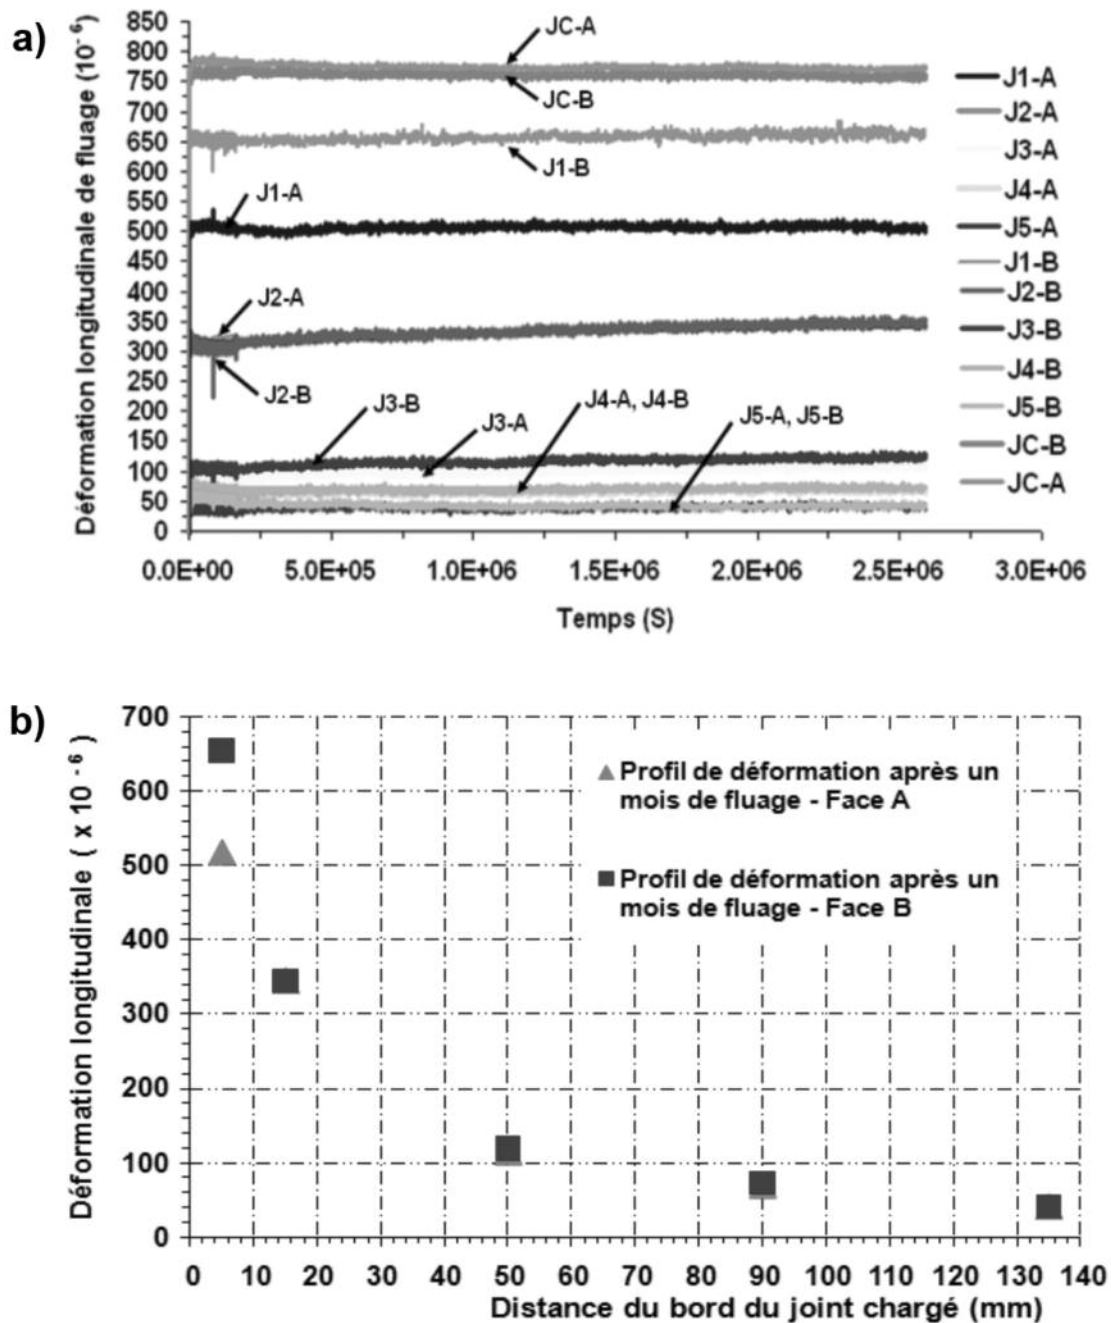 a)
Déformation longitudinale de fluage (10⁻⁶)
850
800
750
700
650
600
550
500
450
400
350
300
250
200
150
100
50
0
JC-A
JC-B
J1-B
J1-A
J2-A
J2-B
J3-B
J3-A
J4-A, J4-B
J5-A, J5-B
J1-A
J2-A
J3-A
J4-A
J5-A
J1-B
J2-B
J3-B
J4-B
J5-B
JC-B
JC-A
0.0E+00 5.0E+05 1.0E+06 1.5E+06 2.0E+06 2.5E+06 3.0E+06
Temps (S)
b)
Déformation longitudinale ( x 10 ⁻⁶ )
700
600
500
400
300
200
100
0
Profil de déformation après un
mois de fluage - Face A
Profil de déformation après un
mois de fluage - Face B
0 10 20 30 40 50 60 70 80 90 100 110 120 130 140
Distance du bord du joint chargé (mm)